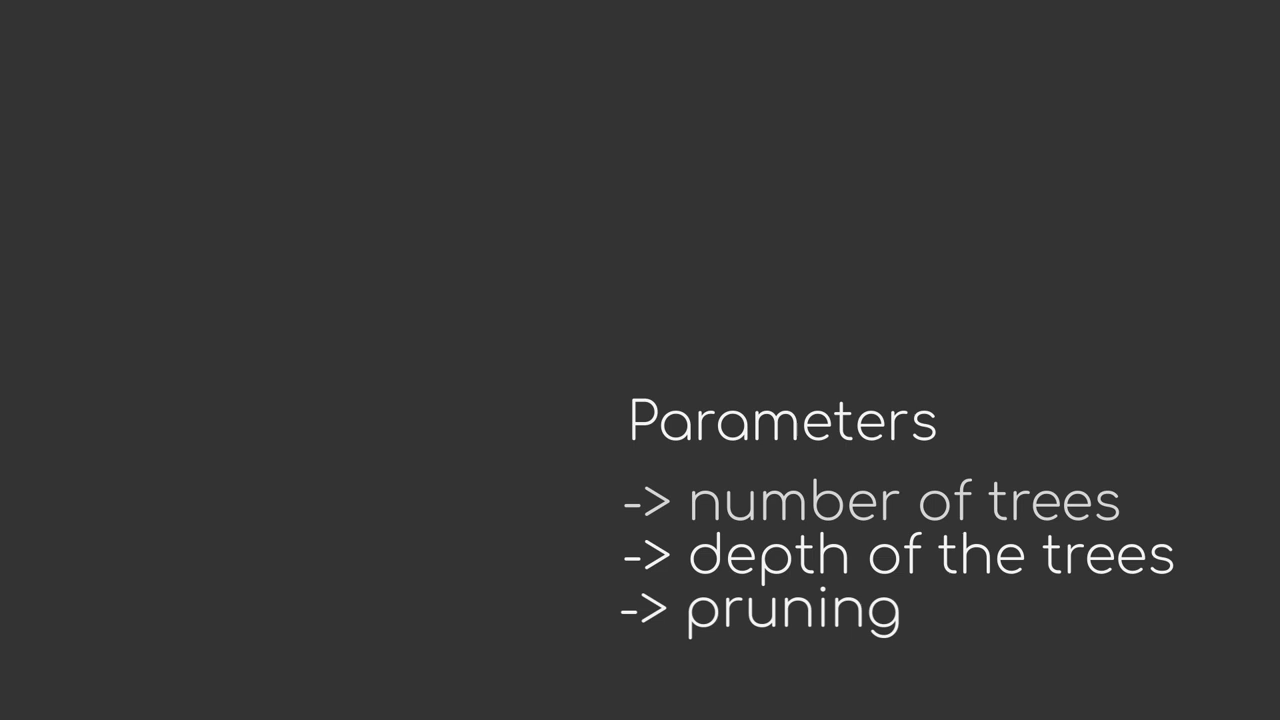 Parameters
-> number of trees
-> depth of the trees
-> pruning